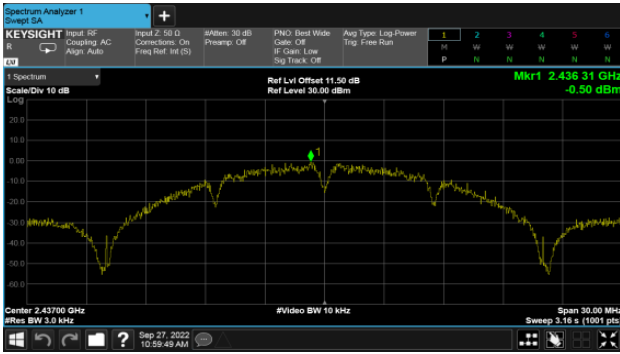 Spectrum Analyzer 1
Swept SA
KEYSIGHT
R
Input: RF
Coupling: AC
Align: Auto
Input Z: 50 Ω
Corrections: On
Freq Ref: Int (S)
#Atten: 30 dB
Preamp: Off
PNO: Best Wide
Gate: Off
IF Gain: Low
Sig Track: Off
Avg Type: Log-Power
Trig: Free Run
1 2 3 4 5 6
M W W W W W
P N N N N N
1 Spectrum
Scale/Div 10 dB
Ref Lvl Offset 11.50 dB
Ref Level 30.00 dBm
Mkr1 2.436 31 GHz
-0.50 dBm
Log
20.0
10.0
0.00
1
-10.0
-20.0
-30.0
-40.0
-50.0
-60.0
Center 2.43700 GHz
#Video BW 10 kHz
Span 30.00 MHz
#Res BW 3.0 kHz
Sweep 3.16 s (1001 pts
?
Sep 27, 2022
10:59:49 AM